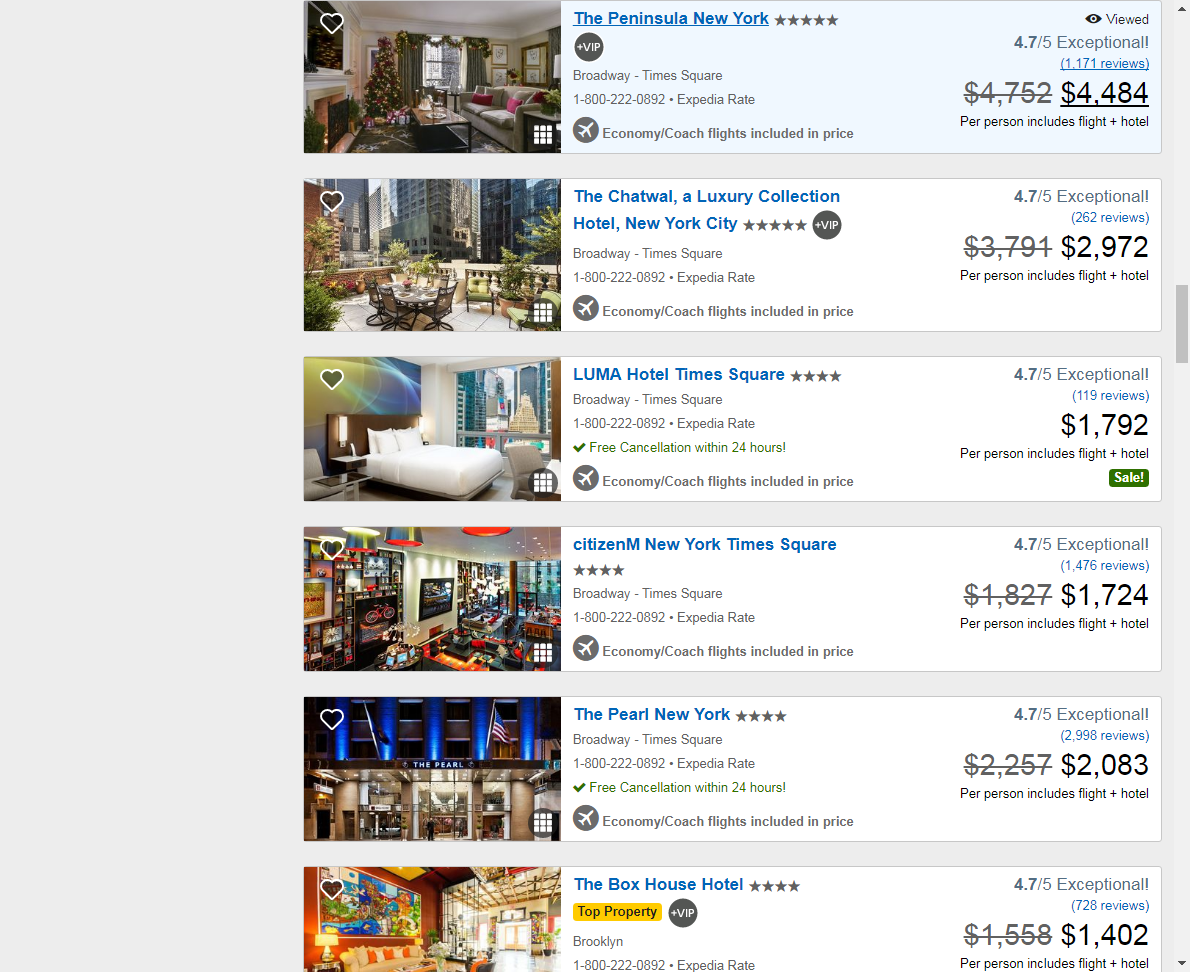 The Peninsula New York ★★★★★
Viewed
+VIP
4.7/5 Exceptional!
(1,171 reviews)
Broadway - Times Square
$4,752 $4,484
1-800-222-0892 • Expedia Rate
Per person includes flight + hotel
Economy/Coach flights included in price
The Chatwal, a Luxury Collection
Hotel, New York City ★★★★★ +VIP
4.7/5 Exceptional!
(262 reviews)
Broadway - Times Square
$3,791 $2,972
1-800-222-0892 • Expedia Rate
Per person includes flight + hotel
Economy/Coach flights included in price
LUMA Hotel Times Square ★★★★
4.7/5 Exceptional!
(119 reviews)
Broadway - Times Square
$1,792
1-800-222-0892 • Expedia Rate
Free Cancellation within 24 hours!
Per person includes flight + hotel
Sale!
Economy/Coach flights included in price
citizenM New York Times Square
★★★★
4.7/5 Exceptional!
(1,476 reviews)
Broadway - Times Square
$1,827 $1,724
1-800-222-0892 • Expedia Rate
Per person includes flight + hotel
Economy/Coach flights included in price
THE PEARL
The Pearl New York ★★★★
4.7/5 Exceptional!
(2,998 reviews)
Broadway - Times Square
$2,257 $2,083
1-800-222-0892 • Expedia Rate
Free Cancellation within 24 hours!
Per person includes flight + hotel
Economy/Coach flights included in price
The Box House Hotel ★★★★
4.7/5 Exceptional!
(728 reviews)
Top Property +VIP
Brooklyn
$1,558 $1,402
1-800-222-0892 • Expedia Rate
Per person includes flight + hotel